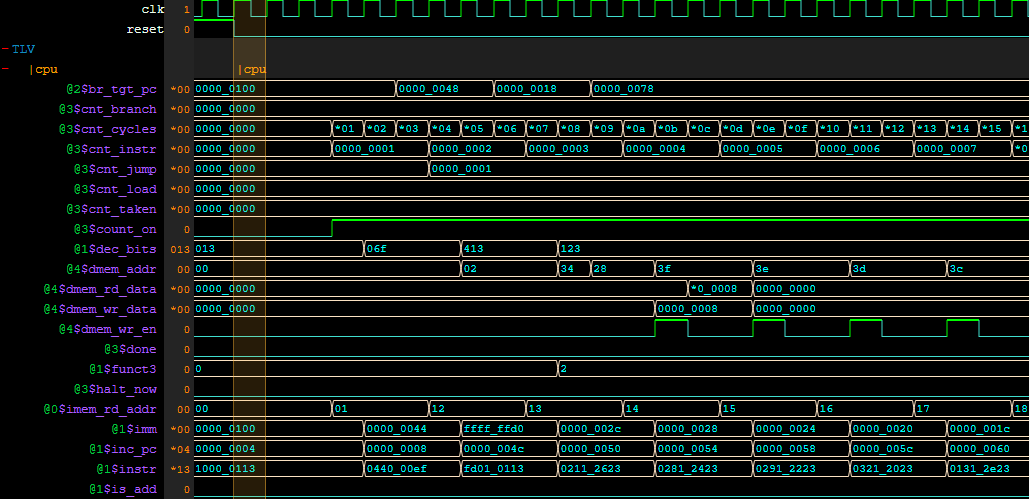 clk 1
reset 0
TLV
|cpu |cpu
@2$br_tgt_pc *00 0000_0100 0000_0048 0000_0018 0000_0078
@3$cnt_branch *00 0000_0000
@3$cnt_cycles *00 0000_0000 *01 *02 *03 *04 *05 *06 *07 *08 *09 *0a *0b *0c *0d *0e *0f *10 *11 *12 *13 *14 *15 *1
@3$cnt_instr *00 0000_0000 0000_0001 0000_0002 0000_0003 0000_0004 0000_0005 0000_0006 0000_0007 *0
@3$cnt_jump *00 0000_0000 0000_0001
@3$cnt_load *00 0000_0000
@3$cnt_taken *00 0000_0000
@3$count_on 0
@1$dec_bits 013 013 06f 413 123
@4$dmem_addr 00 00 02 34 28 3f 3e 3d 3c
@4$dmem_rd_data *00 0000_0000 *0_0008 0000_0000
@4$dmem_wr_data *00 0000_0000 0000_0008 0000_0000
@4$dmem_wr_en 0
@3$done 0
@1$funct3 0 0 2
@3$halt_now 0
@0$imem_rd_addr 00 00 01 12 13 14 15 16 17 18
@1$imm *00 0000_0100 0000_0044 ffff_ffd0 0000_002c 0000_0028 0000_0024 0000_0020 0000_001c
@1$inc_pc *04 0000_0004 0000_0008 0000_004c 0000_0050 0000_0054 0000_0058 0000_005c 0000_0060
@1$instr *13 1000_0113 0440_00ef fd01_0113 0211_2623 0281_2423 0291_2223 0321_2023 0131_2e23
@1$is_add 0